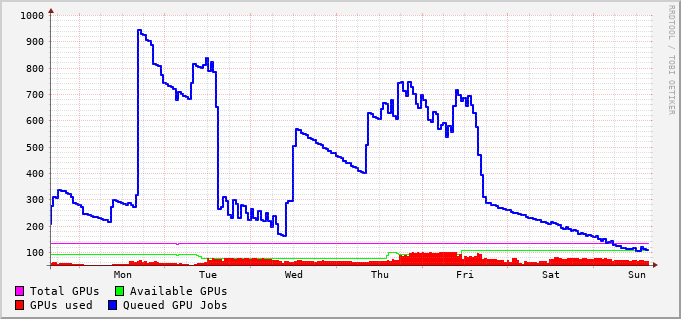 1000
900
800
700
600
500
400
300
200
100
Mon Tue Wed Thu Fri Sat Sun
Total GPUs Available GPUs
GPUs used Queued GPU Jobs
RRDTOOL / TOBI OETIKER